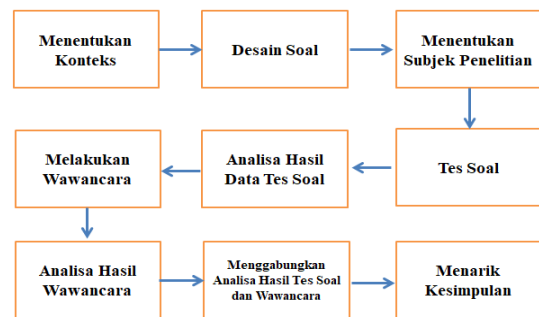 Menentukan
Konteks
Desain Soal
Menentukan
Subjek Penelitian
Tes Soal
Analisa Hasil
Data Tes Soal
Melakukan
Wawancara
Analisa Hasil
Wawancara
Menggabungkan
Analisa Hasil Tes Soal
dan Wawancara
Menarik
Kesimpulan